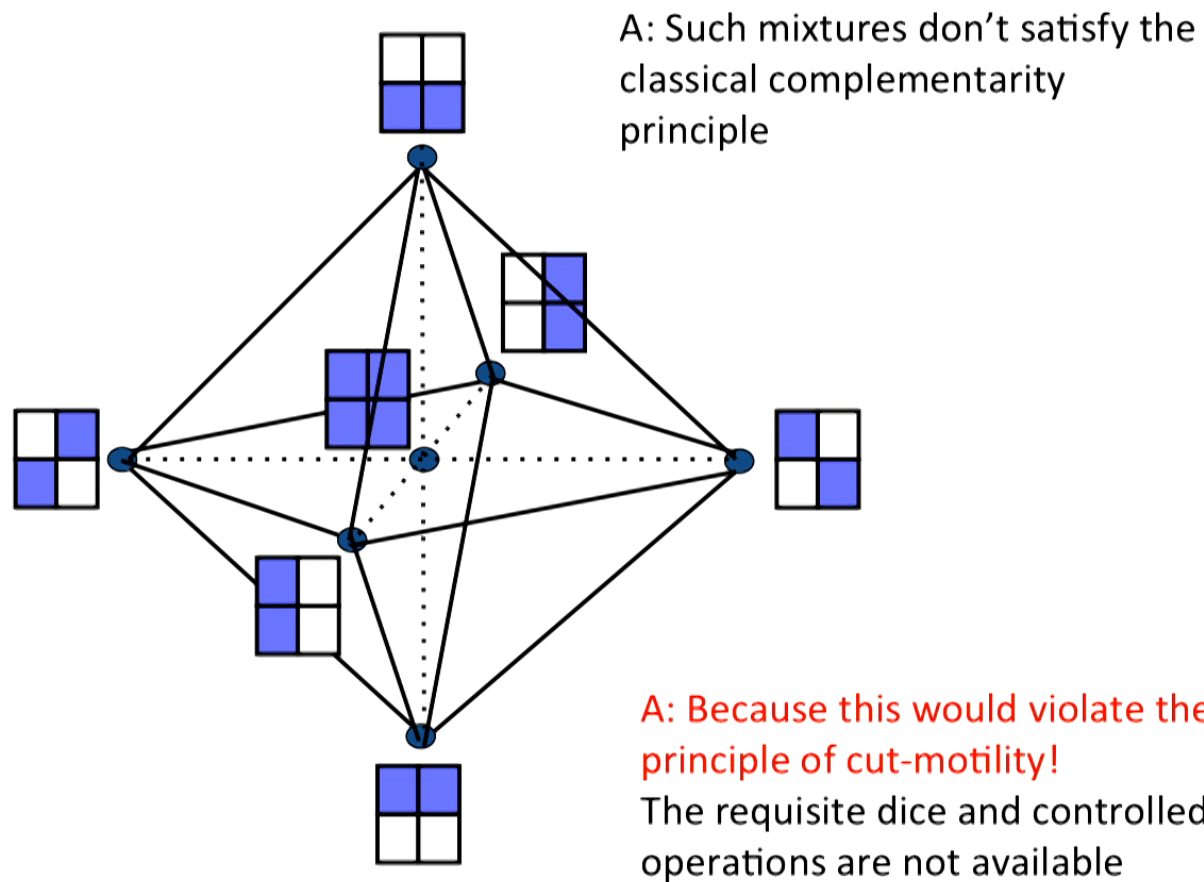 A: Such mixtures don't satisfy the
classical complementarity
principle
A: Because this would violate the
principle of cut-motility!
The requisite dice and controlled
operations are not available